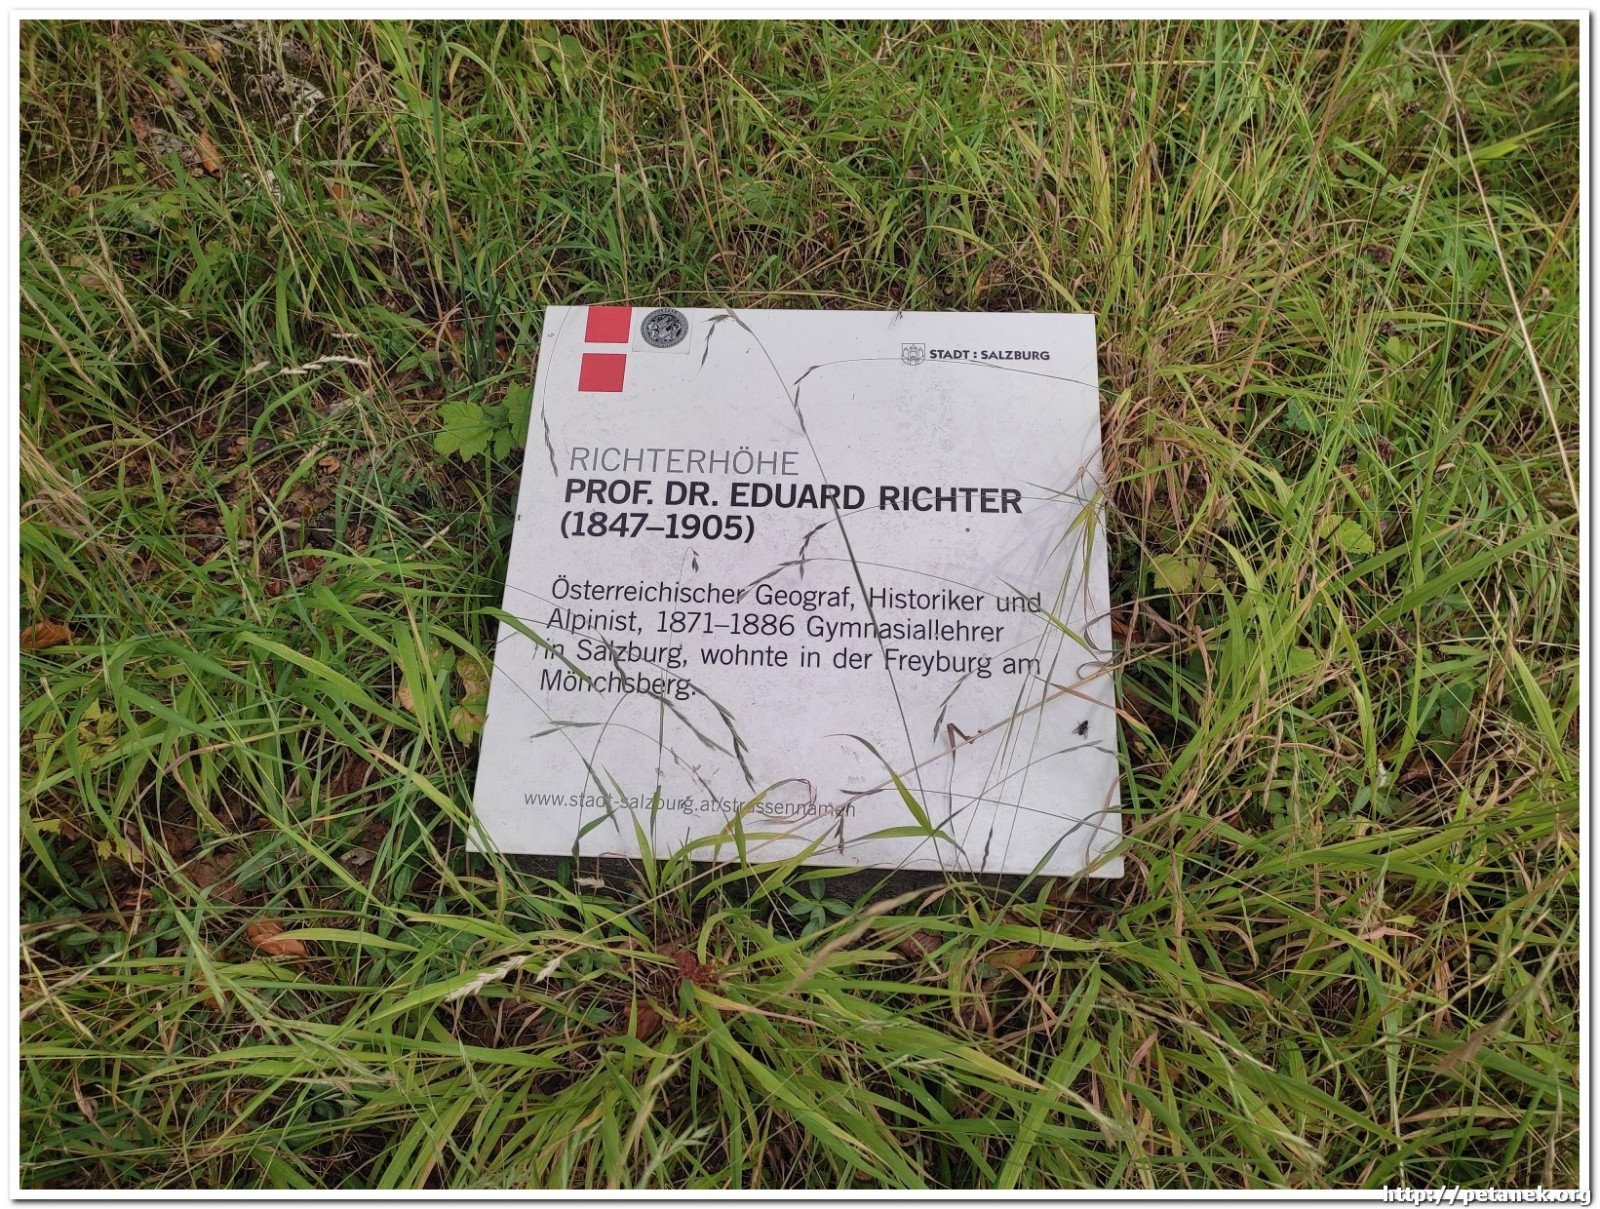 STADT : SALZBURG
RICHTERHÖHE
PROF. DR. EDUARD RICHTER
(1847–1905)
Österreichischer Geograf, Historiker und
Alpinist, 1871–1886 Gymnasiallehrer
in Salzburg, wohnte in der Freyburg am
Mönchsberg.
www.stadt-salzburg.at/strassennamen
http://petanek.org